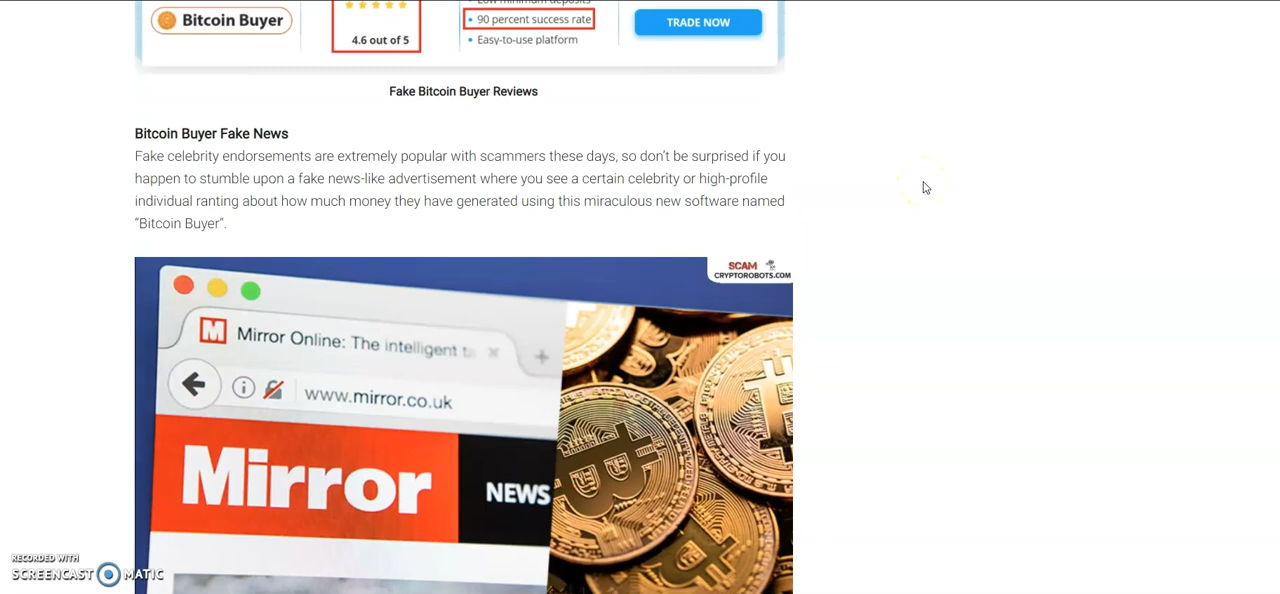 Low minimum deposits
Bitcoin Buyer
90 percent success rate
TRADE NOW
4.6 out of 5
Easy-to-use platform
Fake Bitcoin Buyer Reviews
Bitcoin Buyer Fake News
Fake celebrity endorsements are extremely popular with scammers these days, so don’t be surprised if you
happen to stumble upon a fake news-like advertisement where you see a certain celebrity or high-profile
individual ranting about how much money they have generated using this miraculous new software named
“Bitcoin Buyer”.
SCAM
CRYPTOROBOTS.COM
M Mirror Online: The intelligent ta
www.mirror.co.uk
Mirror
NEWS
RECORDED WITH
SCREENCAST MATIC